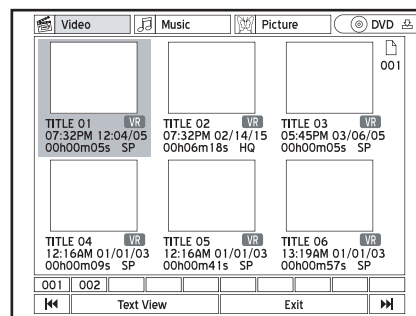 Video Music Picture DVD
001
TITLE 01 VR TITLE 02 VR TITLE 03 VR
07:32PM 12:04/05 07:32PM 02/14/15 05:45PM 03/06/05
00h00m05s SP 00h06m18s HQ 00h00m05s SP
TITLE 04 VR TITLE 05 VR TITLE 06 VR
12:16AM 01/01/03 12:16AM 01/01/03 13:19AM 01/01/03
00h00m09s SP 00h00m41s SP 00h00m57s SP
001 002
Text View Exit